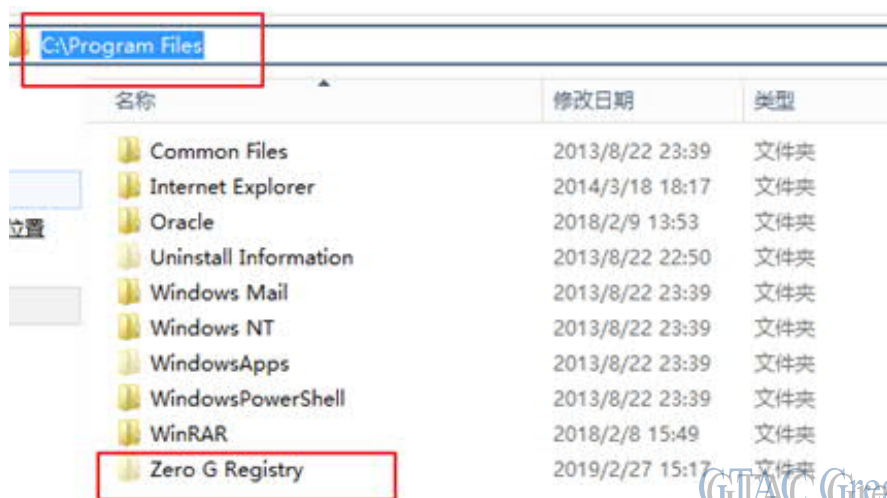 C:\Program Files
名称 修改日期 类型
Common Files 2013/8/22 23:39 文件夹
Internet Explorer 2014/3/18 18:17 文件夹
位置
Oracle 2018/2/9 13:53 文件夹
Uninstall Information 2013/8/22 22:50 文件夹
Windows Mail 2013/8/22 23:39 文件夹
Windows NT 2013/8/22 23:39 文件夹
WindowsApps 2013/8/22 23:39 文件夹
WindowsPowerShell 2013/8/22 23:39 文件夹
WinRAR 2018/2/8 15:49 文件夹
Zero G Registry 2019/2/27 15:17 文件夹
GTAC